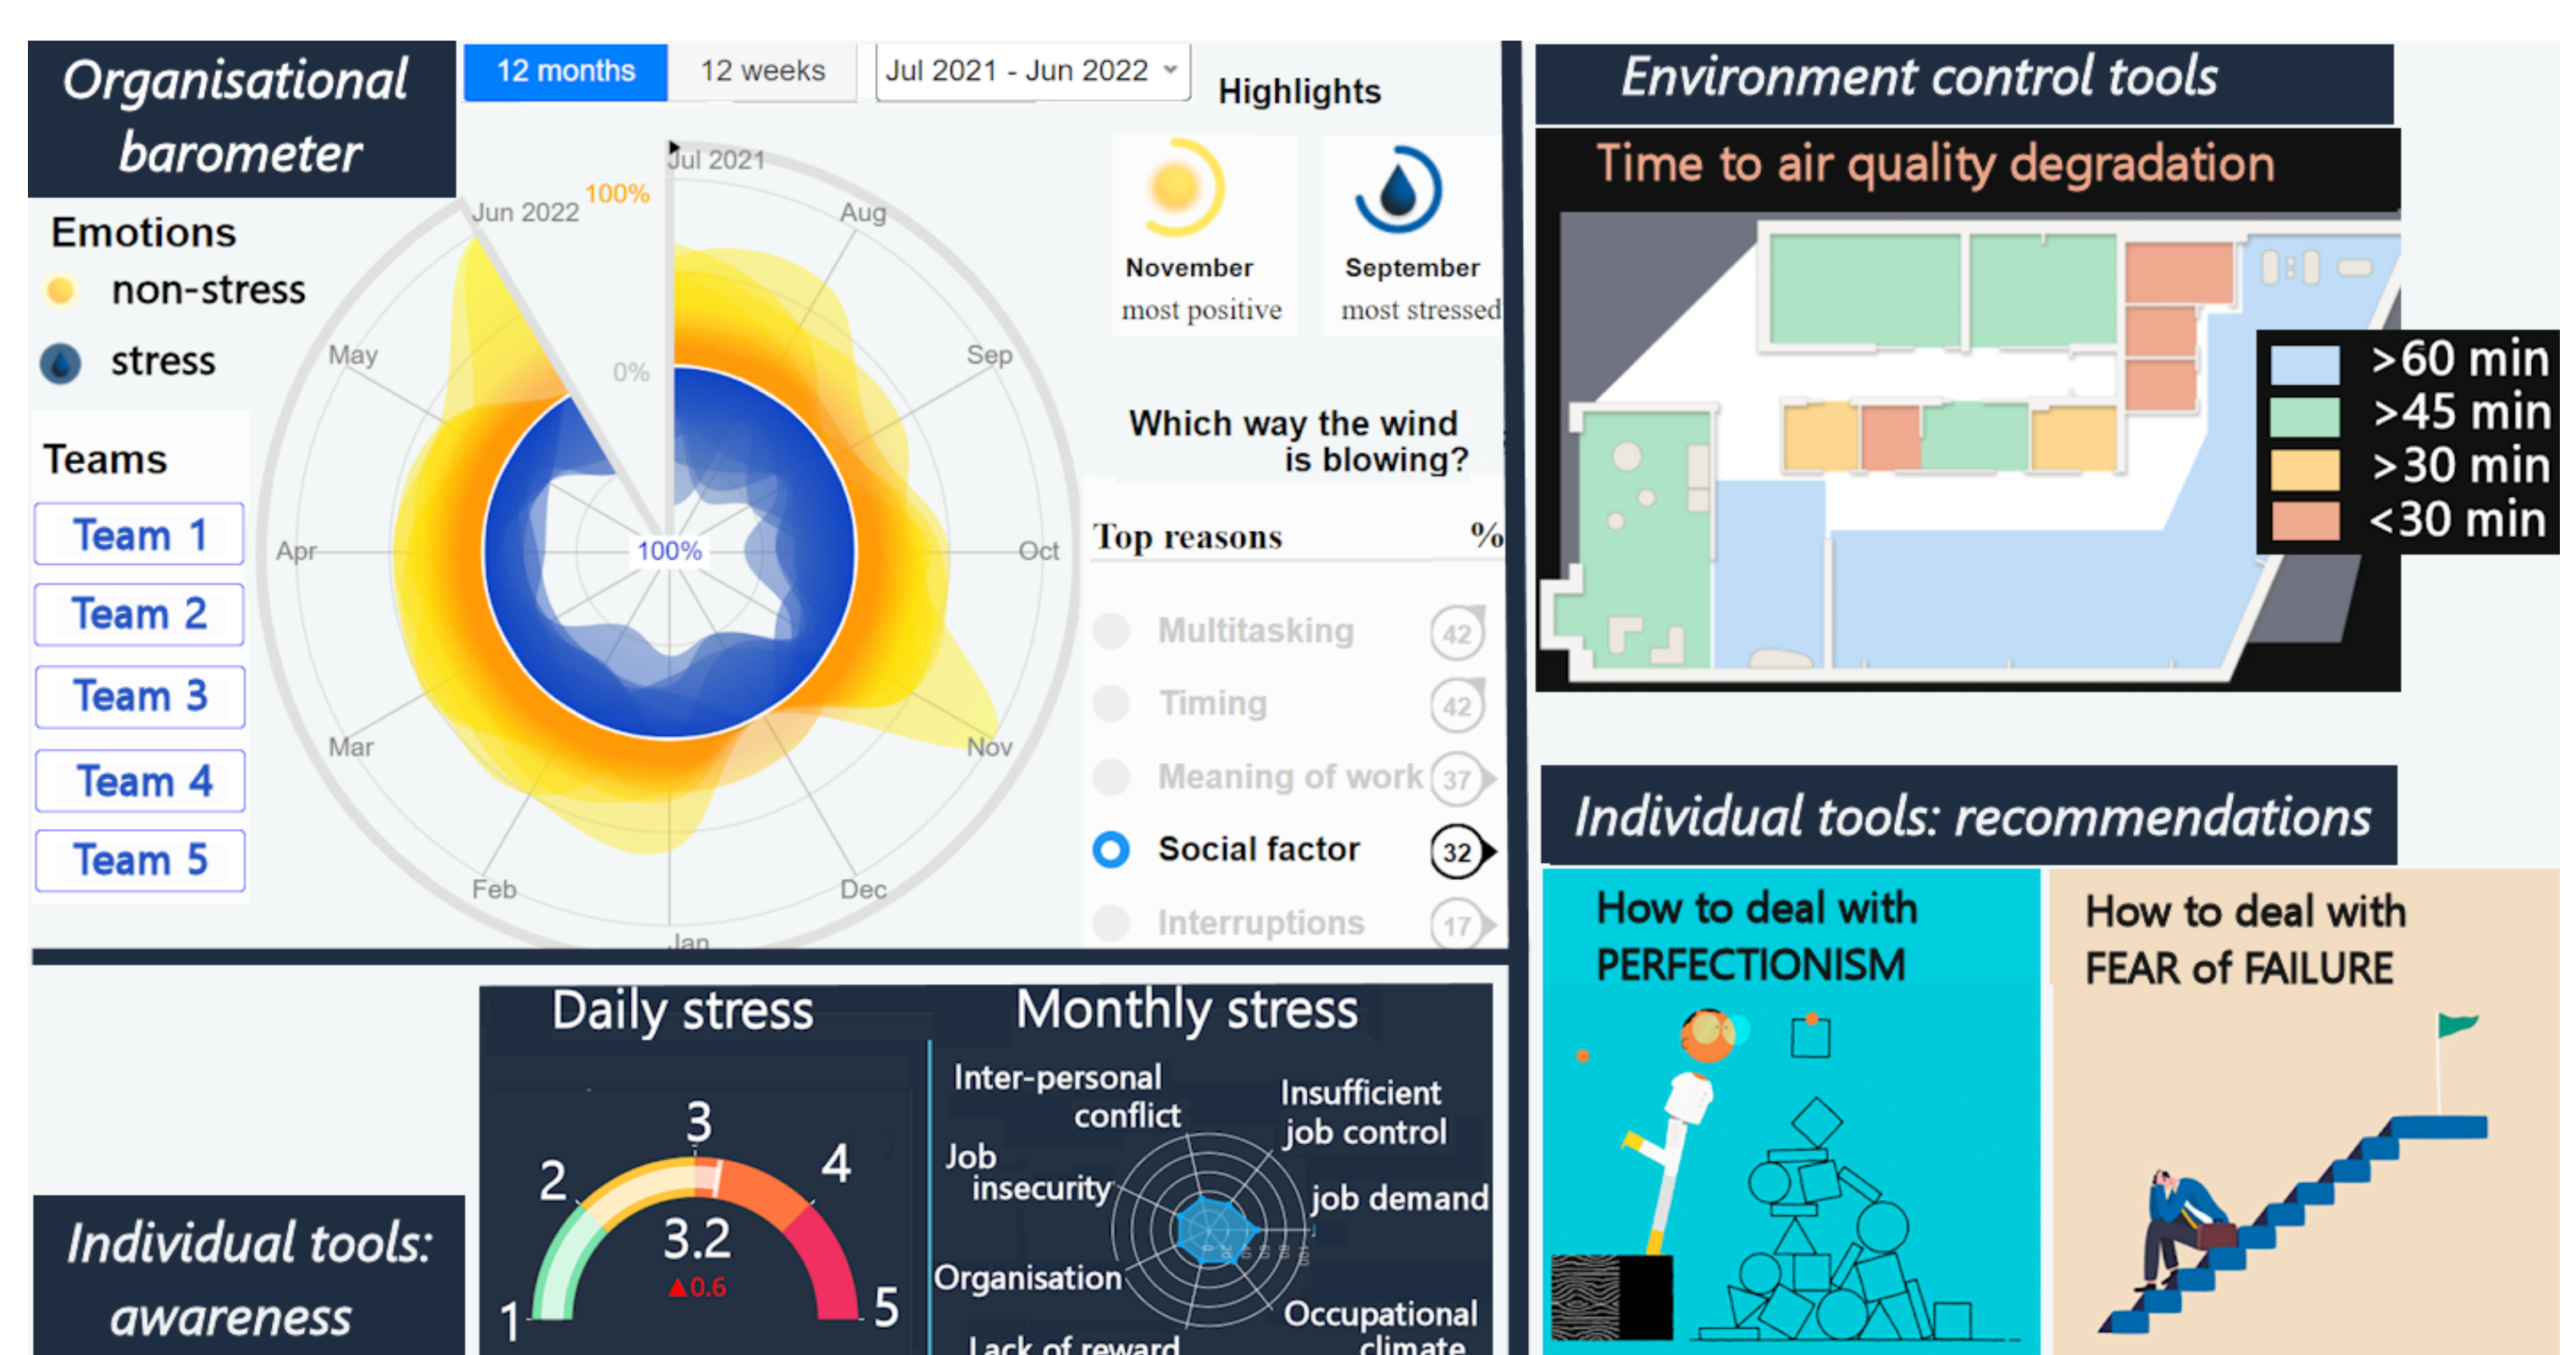 Organisational
barometer
12 months
12 weeks
Jul 2021 - Jun 2022
Highlights
Emotions
non-stress
stress
Teams
Team 1
Team 2
Team 3
Team 4
Team 5
Jul 2021
Aug
Sep
Oct
Nov
Dec
Jan
Feb
Mar
Apr
May
Jun 2022
100%
0%
100%
November
most positive
September
most stressed
Which way the wind
is blowing?
Top reasons %
Multitasking 42
Timing 42
Meaning of work 37
Social factor 32
Interruptions 17
Environment control tools
Time to air quality degradation
>60 min
>45 min
>30 min
<30 min
Individual tools: recommendations
How to deal with
PERFECTIONISM
How to deal with
FEAR of FAILURE
Individual tools:
awareness
Daily stress
1
2
3
4
5
3.2
▲0.6
Monthly stress
Inter-personal
conflict
Insufficient
job control
Job
insecurity
job demand
Organisation
Occupational
climate
Lack of reward
0 20 40 60 80 100